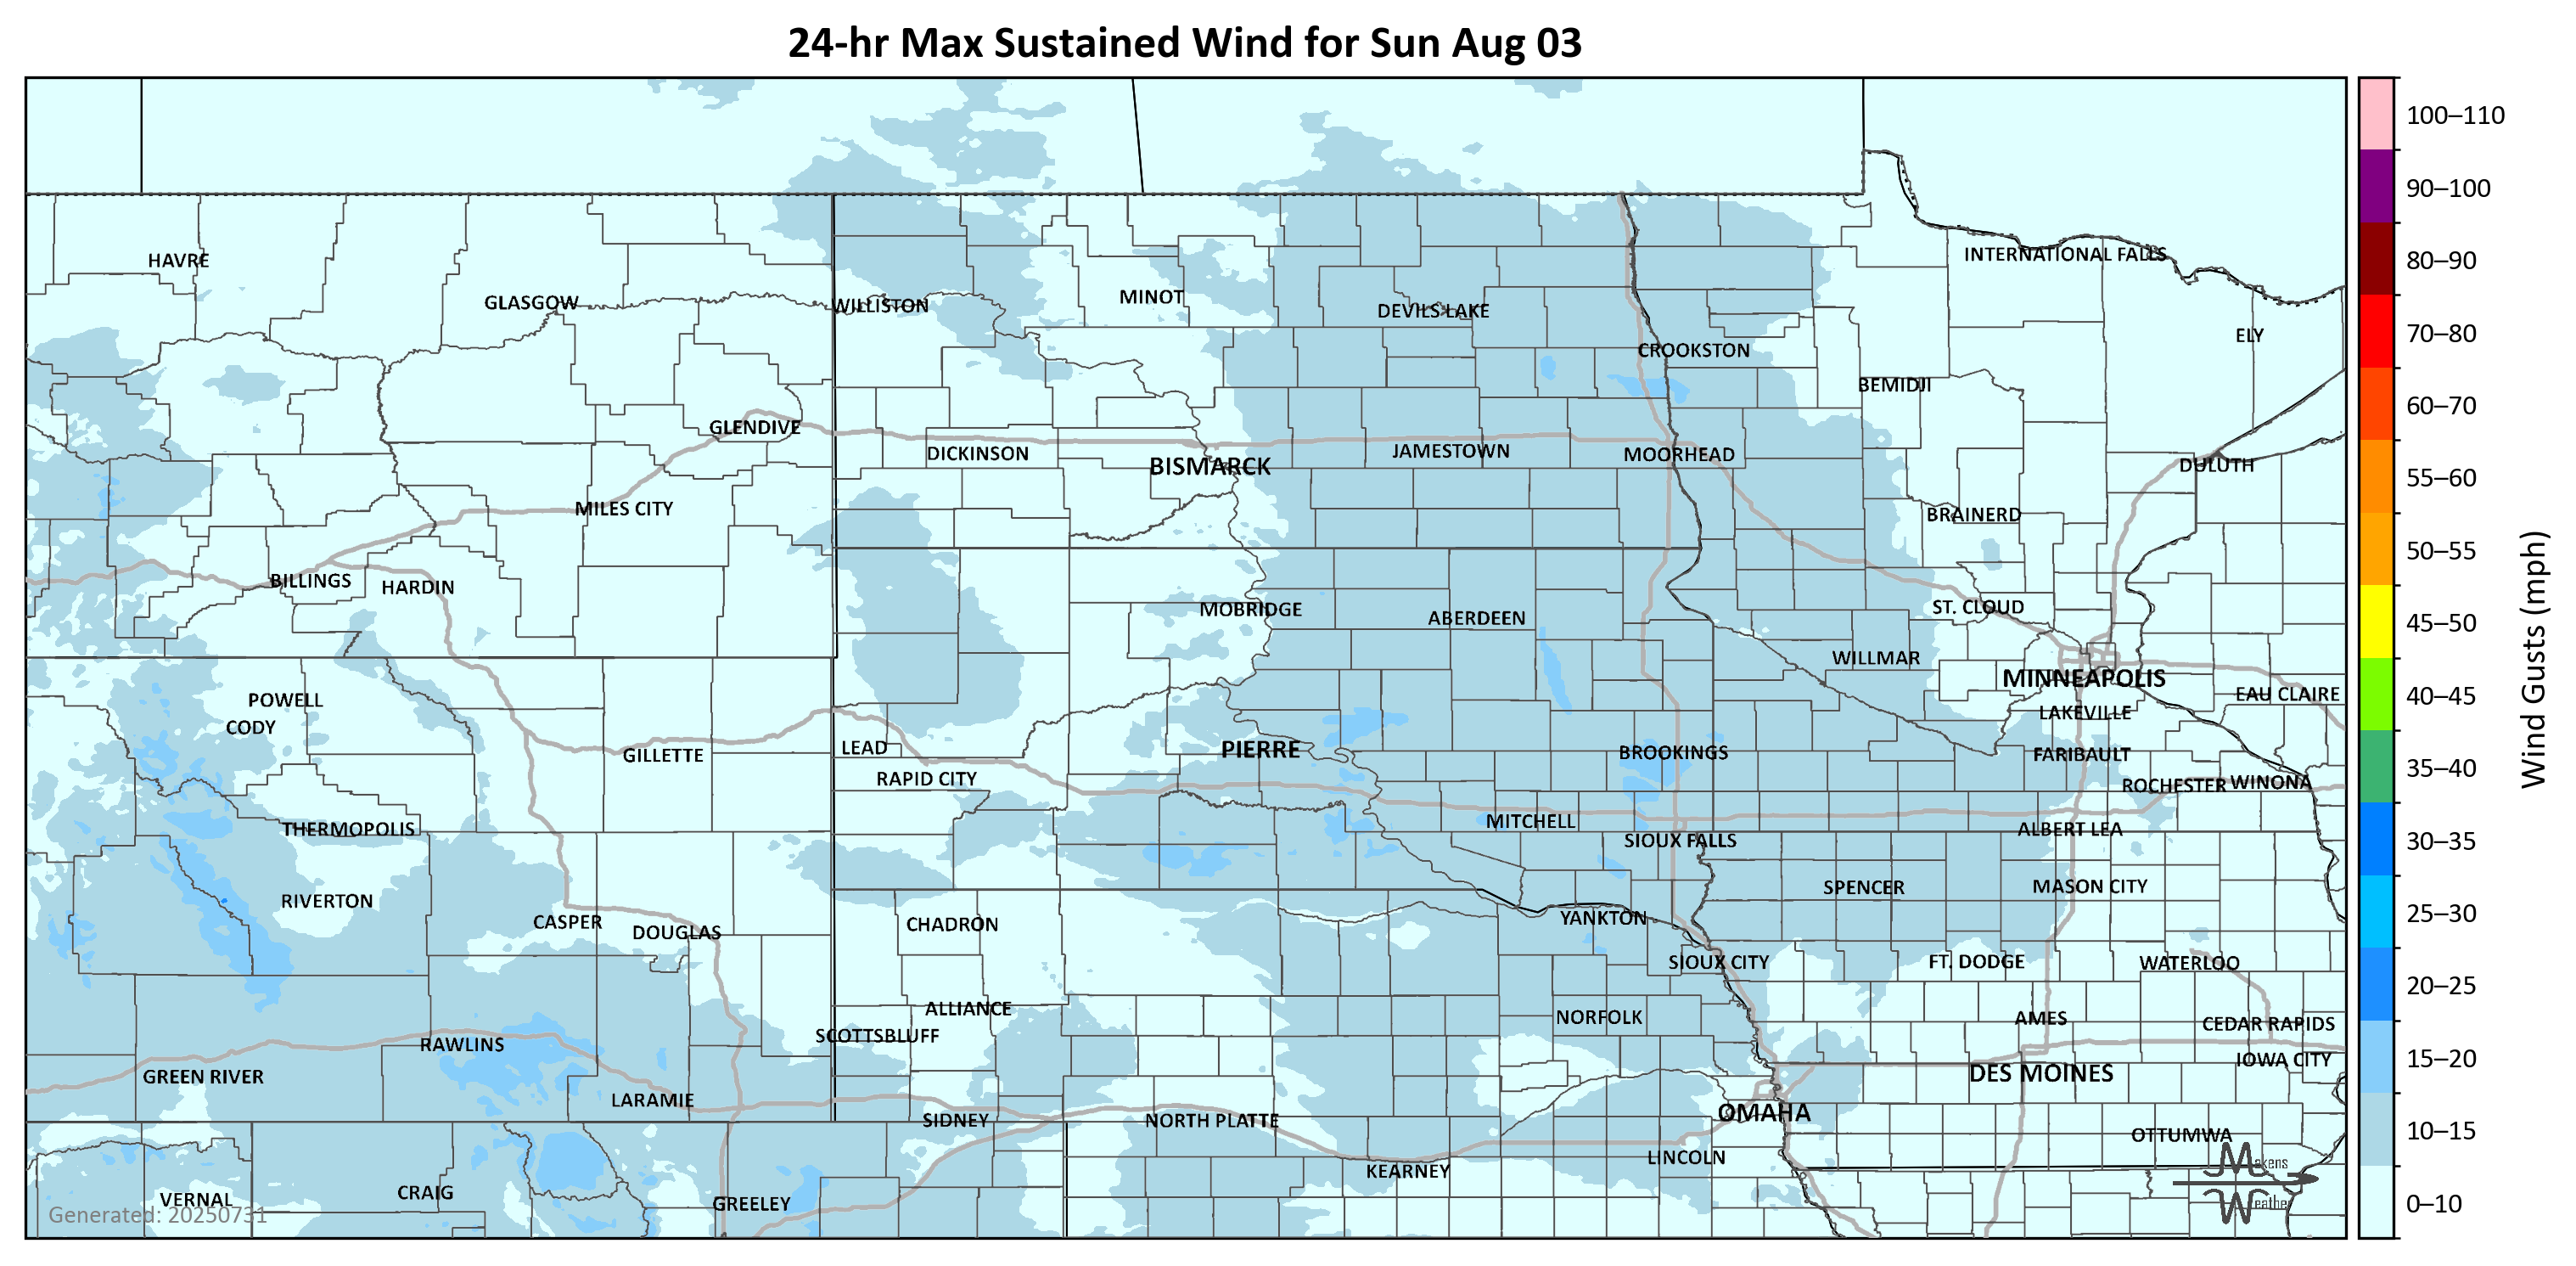 24-hr Max Sustained Wind for Sun Aug 03
100–110
90–100
80–90
70–80
60–70
55–60
50–55
45–50
40–45
35–40
30–35
25–30
20–25
15–20
10–15
0–10
Wind Gusts (mph)
HAVRE
INTERNATIONAL FALLS
GLASGOW
WILLISTON
MINOT
DEVILS LAKE
ELY
CROOKSTON
BEMIDJI
GLENDIVE
DICKINSON
BISMARCK
JAMESTOWN
MOORHEAD
DULUTH
MILES CITY
BRAINERD
BILLINGS
HARDIN
MOBRIDGE
ABERDEEN
ST. CLOUD
WILLMAR
MINNEAPOLIS
EAU CLAIRE
POWELL
CODY
LAKEVILLE
GILLETTE
LEAD
RAPID CITY
PIERRE
BROOKINGS
FARIBAULT
ROCHESTER
WINONA
THERMOPOLIS
MITCHELL
SIOUX FALLS
ALBERT LEA
RIVERTON
SPENCER
MASON CITY
CASPER
DOUGLAS
CHADRON
YANKTON
SIOUX CITY
FT. DODGE
WATERLOO
ALLIANCE
SCOTTSBLUFF
NORFOLK
AMES
CEDAR RAPIDS
RAWLINS
GREEN RIVER
IOWA CITY
DES MOINES
LARAMIE
SIDNEY
NORTH PLATTE
OMAHA
OTTUMWA
KEARNEY
LINCOLN
VERNAL
CRAIG
GREELEY
Generated: 20250731
Makens
Weather